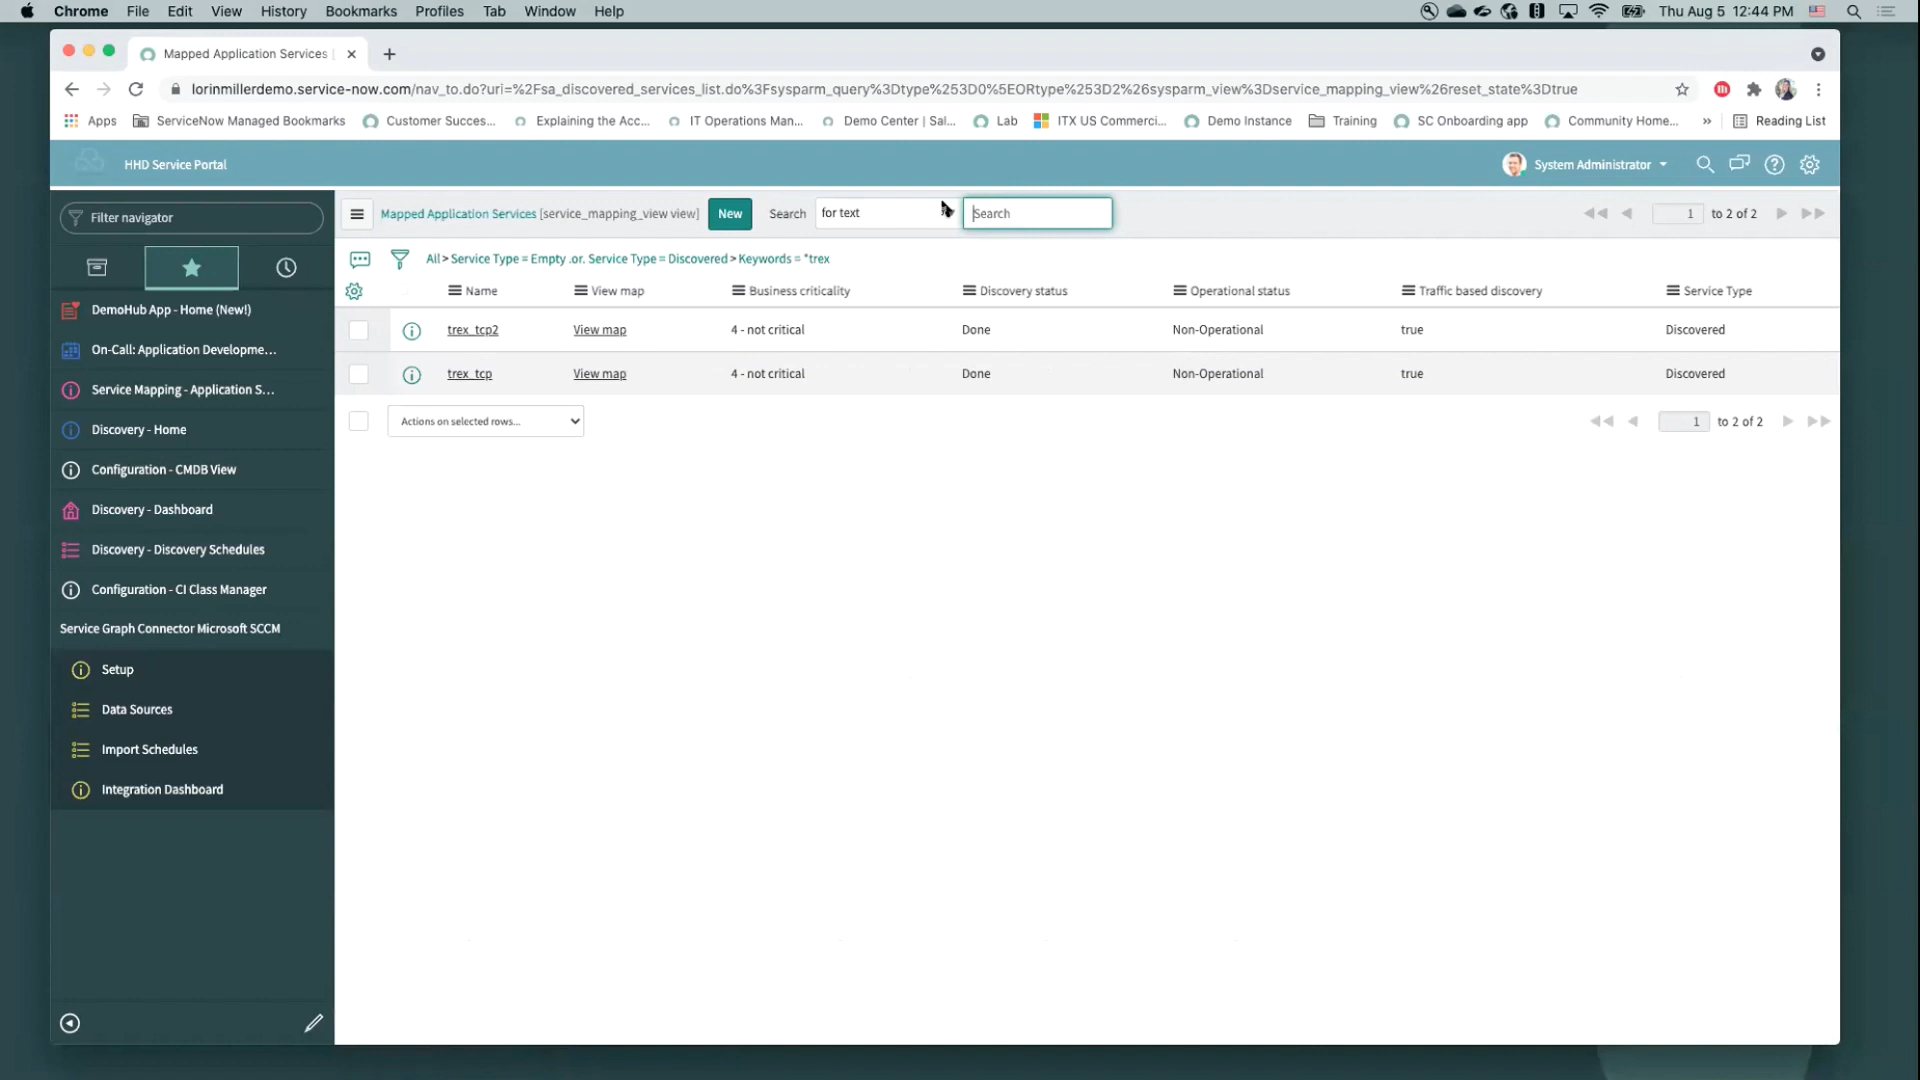 Chrome File Edit View History Bookmarks Profiles Tab Window Help Thu Aug 5 12:44 PM
Mapped Application Services
lorinmillerdemo.service-now.com/nav_to.do?uri=%2Fsa_discovered_services_list.do%3Fsysparm_query%3Dtype%253D0%5EORtype%253D2%26sysparm_view%3Dservice_mapping_view%26reset_state%3Dtrue
Apps ServiceNow Managed Bookmarks Customer Succes... Explaining the Acc... IT Operations Man... Demo Center | Sal... Lab ITX US Commerci... Demo Instance Training SC Onboarding app Community Home... » Reading List
HHD Service Portal System Administrator
Filter navigator
Mapped Application Services [service_mapping_view view] New Search for text Search 1 to 2 of 2
All > Service Type = Empty .or. Service Type = Discovered > Keywords = *trex
Name View map Business criticality Discovery status Operational status Traffic based discovery Service Type
trex_tcp2 View map 4 - not critical Done Non-Operational true Discovered
trex_tcp View map 4 - not critical Done Non-Operational true Discovered
Actions on selected rows... 1 to 2 of 2
DemoHub App - Home (New!)
On-Call: Application Developme...
Service Mapping - Application S...
Discovery - Home
Configuration - CMDB View
Discovery - Dashboard
Discovery - Discovery Schedules
Configuration - CI Class Manager
Service Graph Connector Microsoft SCCM
Setup
Data Sources
Import Schedules
Integration Dashboard